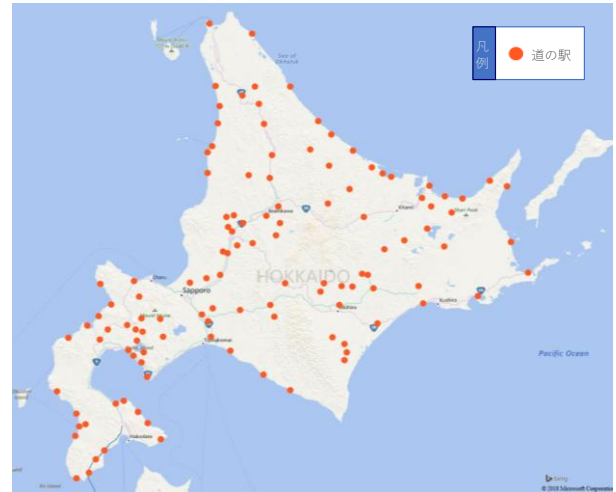 凡
例
道の駅
Sea of
Okhotsk
Asahikawa
Kitami
HOKKAIDO
Otaru
Sapporo
Obihiro
Kushiro
Tomakomai
Pacific Ocean
Hakodate
bing
© 2018 Microsoft Corporation